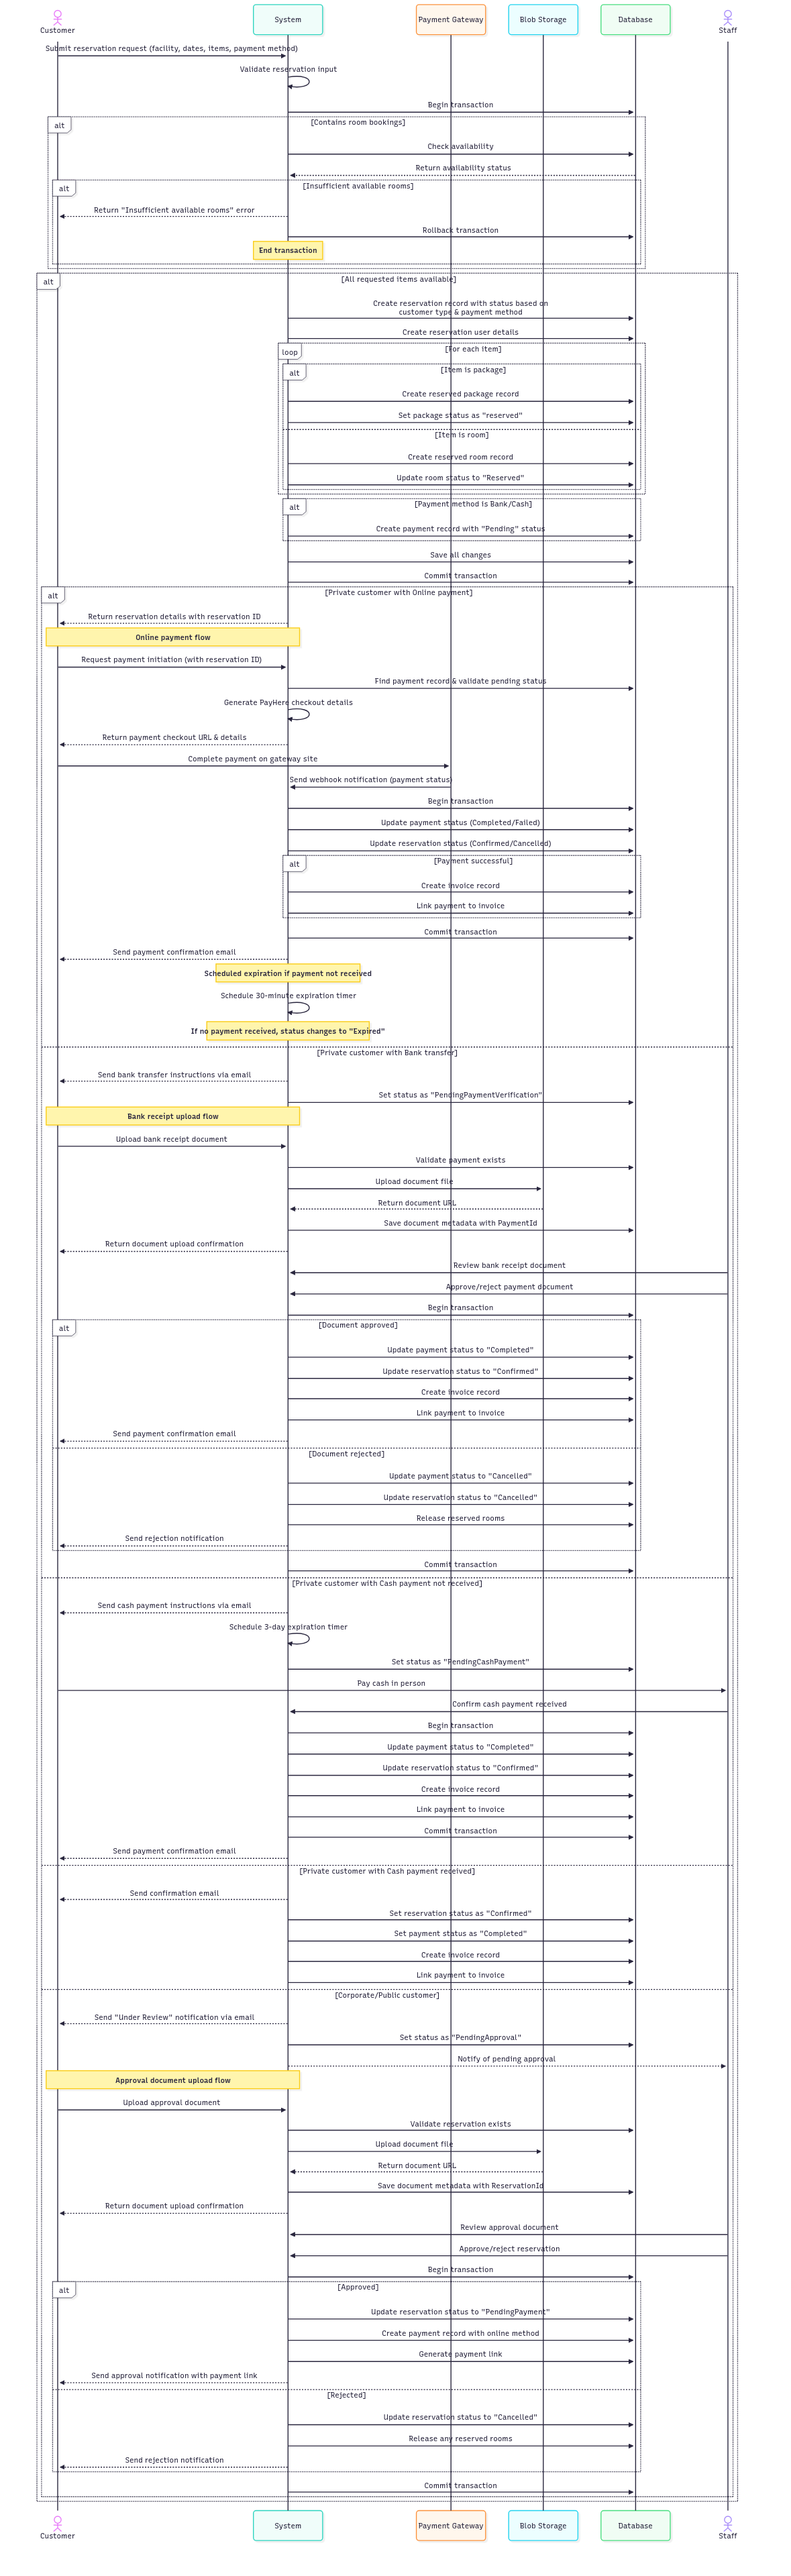 Customer
System
Payment Gateway
Blob Storage
Database
Staff
Submit reservation request (facility, dates, items, payment method)
Validate reservation input
Begin transaction
alt
[Contains room bookings]
Check availability
Return availability status
alt
[Insufficient available rooms]
Return "Insufficient available rooms" error
Rollback transaction
End transaction
alt
[All requested items available]
Create reservation record with status based on
customer type & payment method
Create reservation user details
loop
[For each item]
alt
[Item is package]
Create reserved package record
Set package status as "reserved"
[Item is room]
Create reserved room record
Update room status to "Reserved"
alt
[Payment method is Bank/Cash]
Create payment record with "Pending" status
Save all changes
Commit transaction
alt
[Private customer with Online payment]
Return reservation details with reservation ID
Online payment flow
Request payment initiation (with reservation ID)
Find payment record & validate pending status
Generate PayHere checkout details
Return payment checkout URL & details
Complete payment on gateway site
Send webhook notification (payment status)
Begin transaction
Update payment status (Completed/Failed)
Update reservation status (Confirmed/Cancelled)
alt
[Payment successful]
Create invoice record
Link payment to invoice
Commit transaction
Send payment confirmation email
Scheduled expiration if payment not received
Schedule 30-minute expiration timer
If no payment received, status changes to "Expired"
[Private customer with Bank transfer]
Send bank transfer instructions via email
Set status as "PendingPaymentVerification"
Bank receipt upload flow
Upload bank receipt document
Validate payment exists
Upload document file
Return document URL
Save document metadata with PaymentId
Return document upload confirmation
Review bank receipt document
Approve/reject payment document
Begin transaction
alt
[Document approved]
Update payment status to "Completed"
Update reservation status to "Confirmed"
Create invoice record
Link payment to invoice
Send payment confirmation email
[Document rejected]
Update payment status to "Cancelled"
Update reservation status to "Cancelled"
Release reserved rooms
Send rejection notification
Commit transaction
[Private customer with Cash payment not received]
Send cash payment instructions via email
Schedule 3-day expiration timer
Set status as "PendingCashPayment"
Pay cash in person
Confirm cash payment received
Begin transaction
Update payment status to "Completed"
Update reservation status to "Confirmed"
Create invoice record
Link payment to invoice
Commit transaction
Send payment confirmation email
[Private customer with Cash payment received]
Send confirmation email
Set reservation status as "Confirmed"
Set payment status as "Completed"
Create invoice record
Link payment to invoice
[Corporate/Public customer]
Send "Under Review" notification via email
Set status as "PendingApproval"
Notify of pending approval
Approval document upload flow
Upload approval document
Validate reservation exists
Upload document file
Return document URL
Save document metadata with ReservationId
Return document upload confirmation
Review approval document
Approve/reject reservation
Begin transaction
alt
[Approved]
Update reservation status to "PendingPayment"
Create payment record with online method
Generate payment link
Send approval notification with payment link
[Rejected]
Update reservation status to "Cancelled"
Release any reserved rooms
Send rejection notification
Commit transaction
Customer
System
Payment Gateway
Blob Storage
Database
Staff